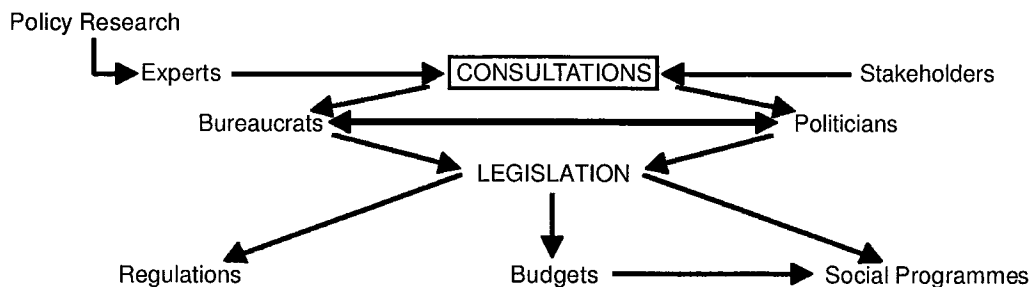 Policy Research
Experts
CONSULTATIONS
Stakeholders
Bureaucrats
Politicians
LEGISLATION
Regulations
Budgets
Social Programmes